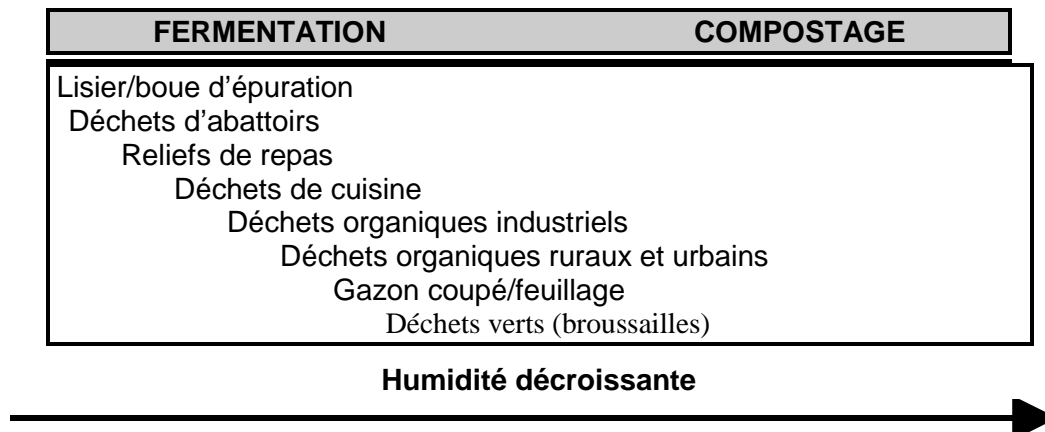 FERMENTATION COMPOSTAGE
Lisier/boue d’épuration
Déchets d’abattoirs
Reliefs de repas
Déchets de cuisine
Déchets organiques industriels
Déchets organiques ruraux et urbains
Gazon coupé/feuillage
Déchets verts (broussailles)
Humidité décroissante